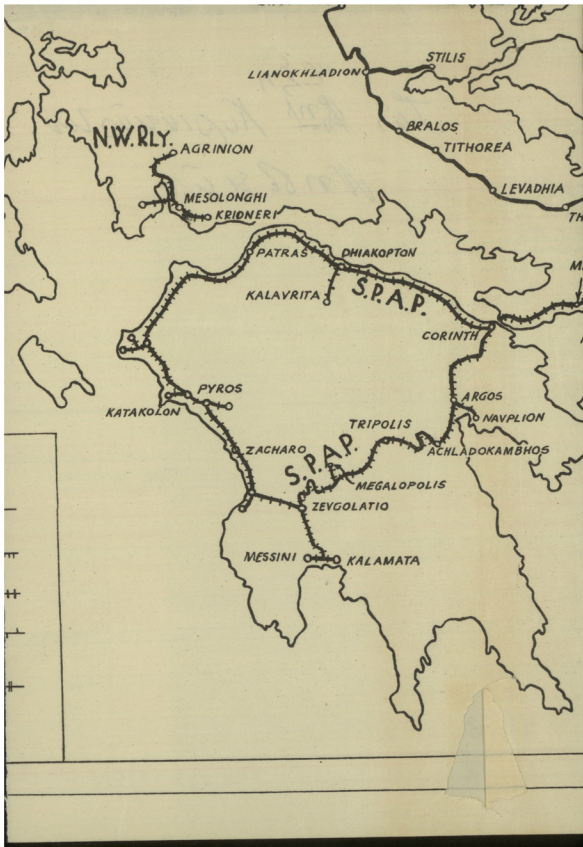 STILIS
LIANOKHLADION
BRALOS
TITHOREA
N.W.RLY.
AGRINION
LEVADHIA
MESOLONGHI
KRIONERI
TH
PATRAS
DHIAKOPTON
KALAVRITA
S.P.A.P.
CORINTH
PYROS
ARGOS
KATAKOLON
NAVPLION
TRIPOLIS
ZACHARO
ACHLADOKAMBHOS
S.P.A.P.
MEGALOPOLIS
ZEVGOLATIO
MESSINI
KALAMATA